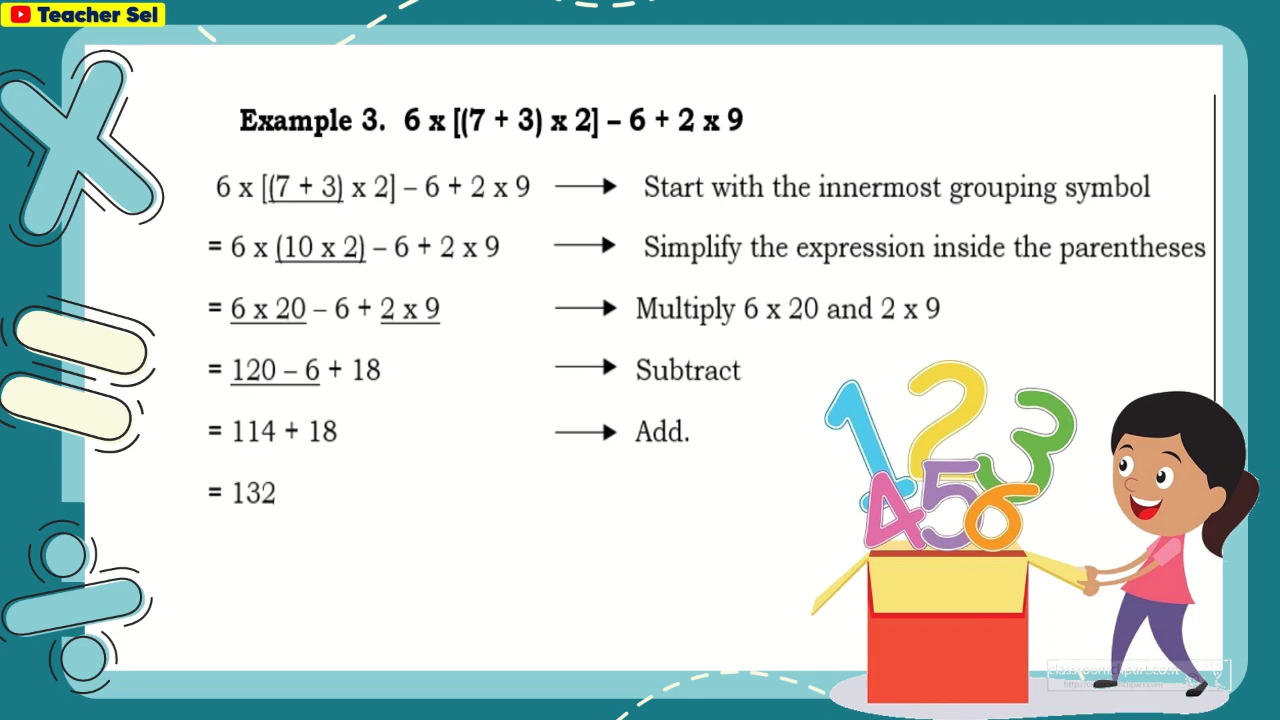 Teacher Sel
Example 3. 6 x [(7 + 3) x 2] – 6 + 2 x 9
6 x [(7 + 3) x 2] – 6 + 2 x 9 → Start with the innermost grouping symbol
= 6 x (10 x 2) – 6 + 2 x 9 → Simplify the expression inside the parentheses
= 6 x 20 – 6 + 2 x 9 → Multiply 6 x 20 and 2 x 9
= 120 – 6 + 18 → Subtract
= 114 + 18 → Add.
= 132
1 2 3
4 5 6
classroomclipart.com